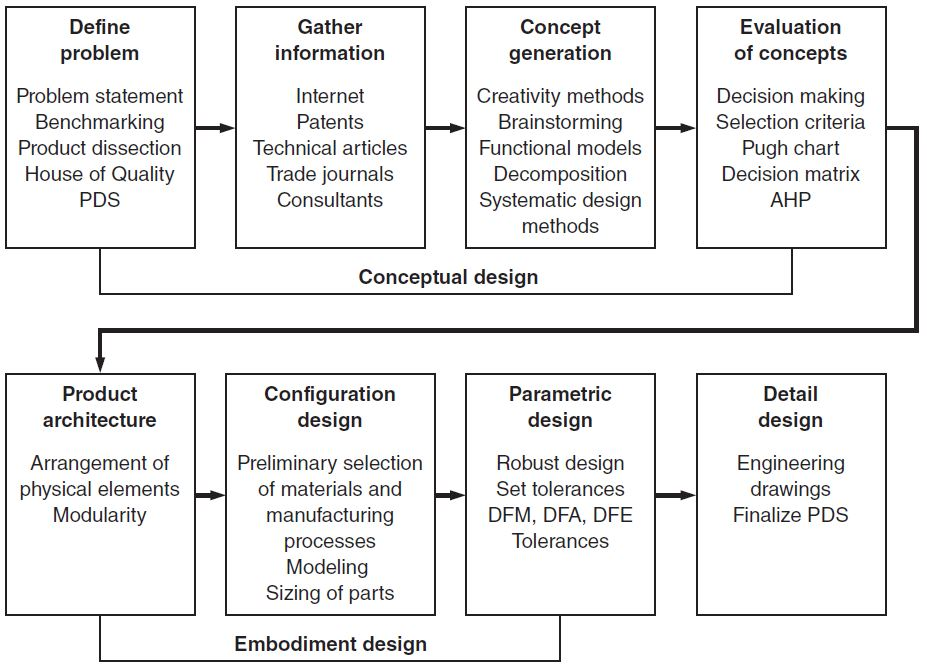 Define
problem
Problem statement
Benchmarking
Product dissection
House of Quality
PDS
Gather
information
Internet
Patents
Technical articles
Trade journals
Consultants
Concept
generation
Creativity methods
Brainstorming
Functional models
Decomposition
Systematic design
methods
Evaluation
of concepts
Decision making
Selection criteria
Pugh chart
Decision matrix
AHP
Conceptual design
Product
architecture
Arrangement of
physical elements
Modularity
Configuration
design
Preliminary selection
of materials and
manufacturing
processes
Modeling
Sizing of parts
Parametric
design
Robust design
Set tolerances
DFM, DFA, DFE
Tolerances
Detail
design
Engineering
drawings
Finalize PDS
Embodiment design